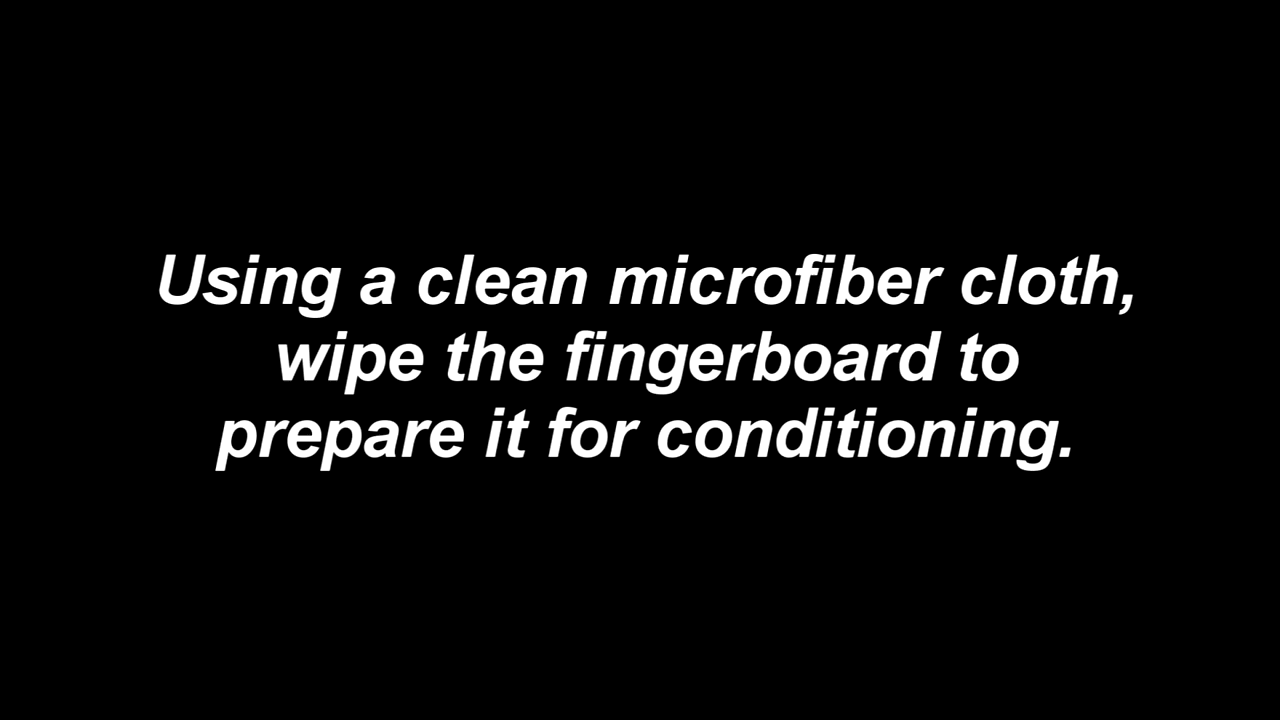 Using a clean microfiber cloth,
wipe the fingerboard to
prepare it for conditioning.